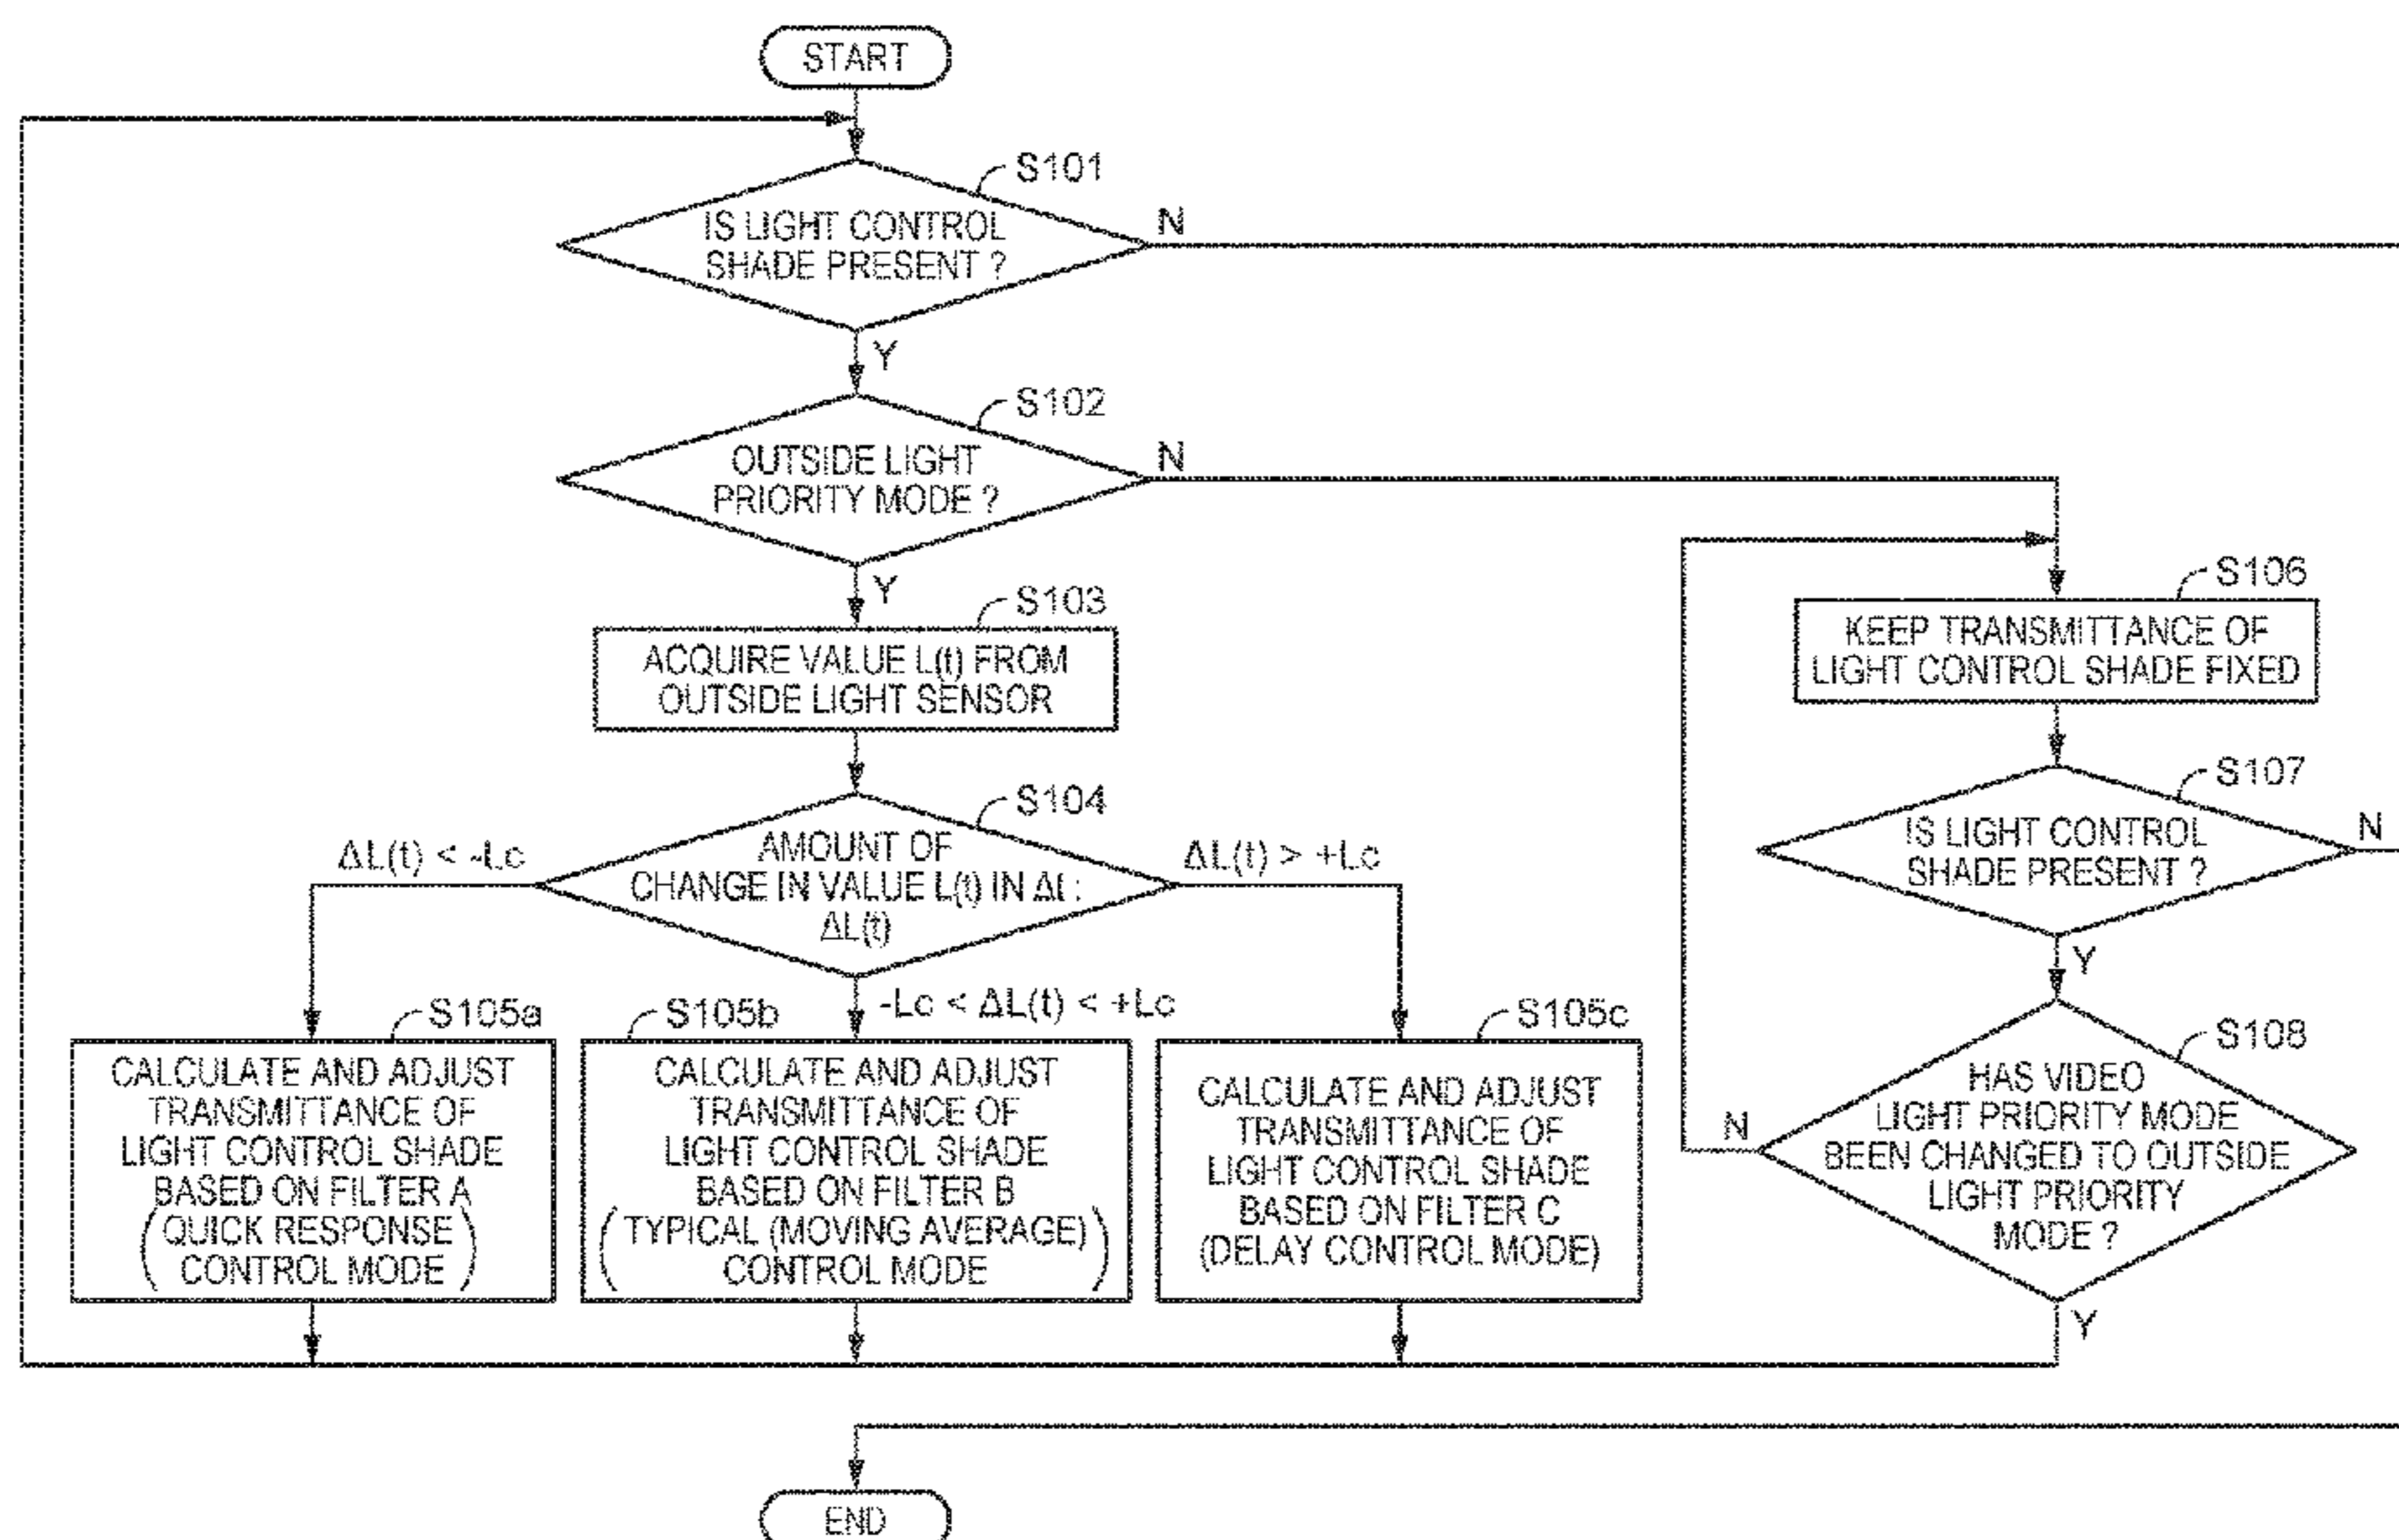 START
S101
IS LIGHT CONTROL
SHADE PRESENT ?
N
Y
S102
OUTSIDE LIGHT
PRIORITY MODE ?
N
Y
S103
ACQUIRE VALUE L(t) FROM
OUTSIDE LIGHT SENSOR
S104
AMOUNT OF
CHANGE IN VALUE L(t) IN Δt :
ΔL(t)
ΔL(t) < -Lc
ΔL(t) > +Lc
-Lc < ΔL(t) < +Lc
S105a
CALCULATE AND ADJUST
TRANSMITTANCE OF
LIGHT CONTROL SHADE
BASED ON FILTER A
(QUICK RESPONSE
CONTROL MODE)
S105b
CALCULATE AND ADJUST
TRANSMITTANCE OF
LIGHT CONTROL SHADE
BASED ON FILTER B
(TYPICAL (MOVING AVERAGE)
CONTROL MODE)
S105c
CALCULATE AND ADJUST
TRANSMITTANCE OF
LIGHT CONTROL SHADE
BASED ON FILTER C
(DELAY CONTROL MODE)
S106
KEEP TRANSMITTANCE OF
LIGHT CONTROL SHADE FIXED
S107
IS LIGHT CONTROL
SHADE PRESENT ?
N
Y
S108
HAS VIDEO
LIGHT PRIORITY MODE
BEEN CHANGED TO OUTSIDE
LIGHT PRIORITY
MODE ?
N
Y
END